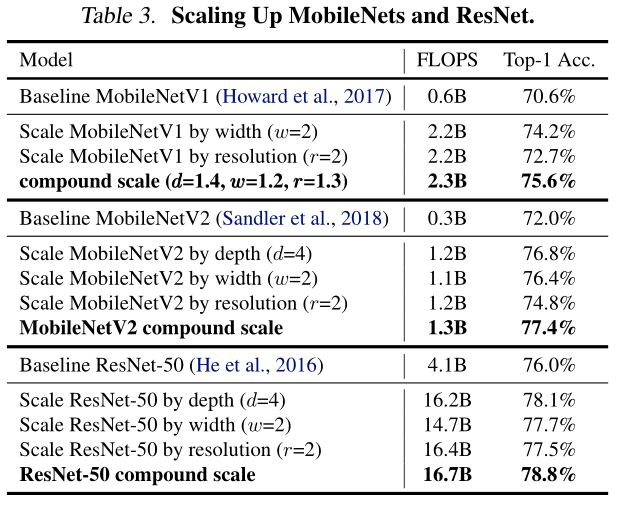 Table 3. Scaling Up MobileNets and ResNet.
Model FLOPS Top-1 Acc.
Baseline MobileNetV1 (Howard et al., 2017) 0.6B 70.6%
Scale MobileNetV1 by width (w=2) 2.2B 74.2%
Scale MobileNetV1 by resolution (r=2) 2.2B 72.7%
compound scale (d=1.4, w=1.2, r=1.3) 2.3B 75.6%
Baseline MobileNetV2 (Sandler et al., 2018) 0.3B 72.0%
Scale MobileNetV2 by depth (d=4) 1.2B 76.8%
Scale MobileNetV2 by width (w=2) 1.1B 76.4%
Scale MobileNetV2 by resolution (r=2) 1.2B 74.8%
MobileNetV2 compound scale 1.3B 77.4%
Baseline ResNet-50 (He et al., 2016) 4.1B 76.0%
Scale ResNet-50 by depth (d=4) 16.2B 78.1%
Scale ResNet-50 by width (w=2) 14.7B 77.7%
Scale ResNet-50 by resolution (r=2) 16.4B 77.5%
ResNet-50 compound scale 16.7B 78.8%